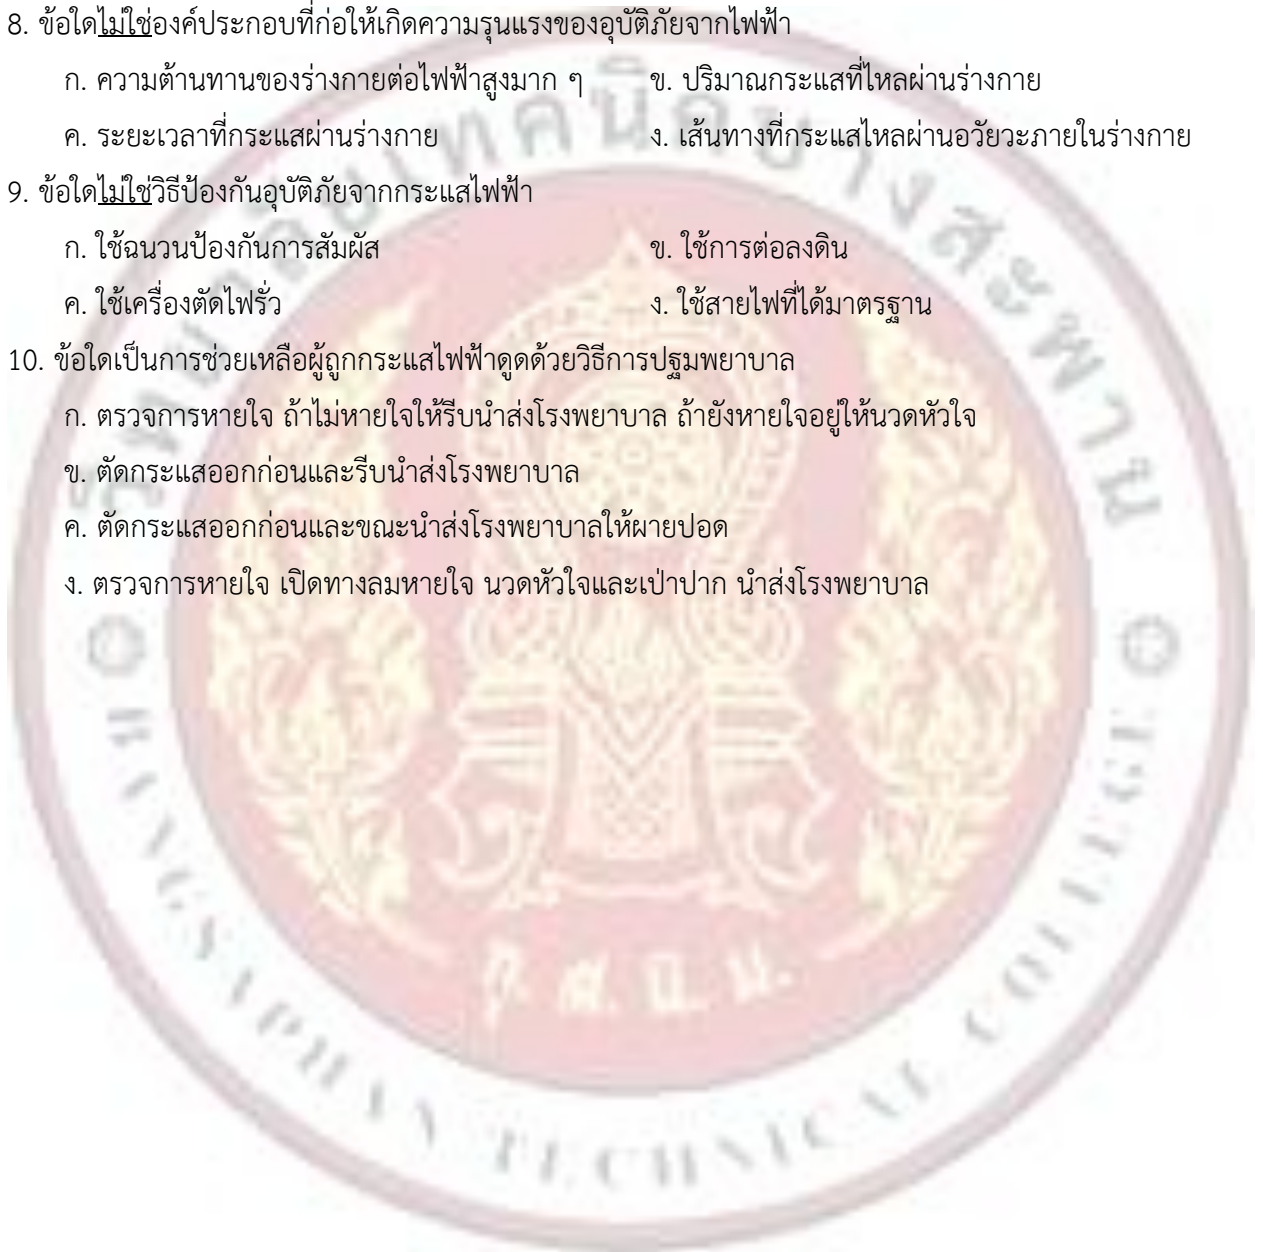 8. ข้อใดไม่ใช่องค์ประกอบที่ก่อให้เกิดความรุนแรงของอุบัติภัยจากไฟฟ้า
ก. ความต้านทานของร่างกายต่อไฟฟ้าสูงมาก ๆ ข. ปริมาณกระแสที่ไหลผ่านร่างกาย
ค. ระยะเวลาที่กระแสผ่านร่างกาย ง. เส้นทางที่กระแสไหลผ่านอวัยวะภายในร่างกาย
9. ข้อใดไม่ใช่วิธีป้องกันอุบัติภัยจากกระแสไฟฟ้า
ก. ใช้ฉนวนป้องกันการสัมผัส ข. ใช้การต่อลงดิน
ค. ใช้เครื่องตัดไฟรั่ว ง. ใช้สายไฟที่ได้มาตรฐาน
10. ข้อใดเป็นการช่วยเหลือผู้ถูกกระแสไฟฟ้าดูดด้วยวิธีการปฐมพยาบาล
ก. ตรวจการหายใจ ถ้าไม่หายใจให้รีบนำส่งโรงพยาบาล ถ้ายังหายใจอยู่ให้นวดหัวใจ
ข. ตัดกระแสออกก่อนและรีบนำส่งโรงพยาบาล
ค. ตัดกระแสออกก่อนและขณะนำส่งโรงพยาบาลให้ผายปอด
ง. ตรวจการหายใจ เปิดทางลมหายใจ นวดหัวใจและเป่าปาก นำส่งโรงพยาบาล
วิทยาลัยเทคนิคบางสะพาน
BANGSAPHAN TECHNICAL COLLEGE